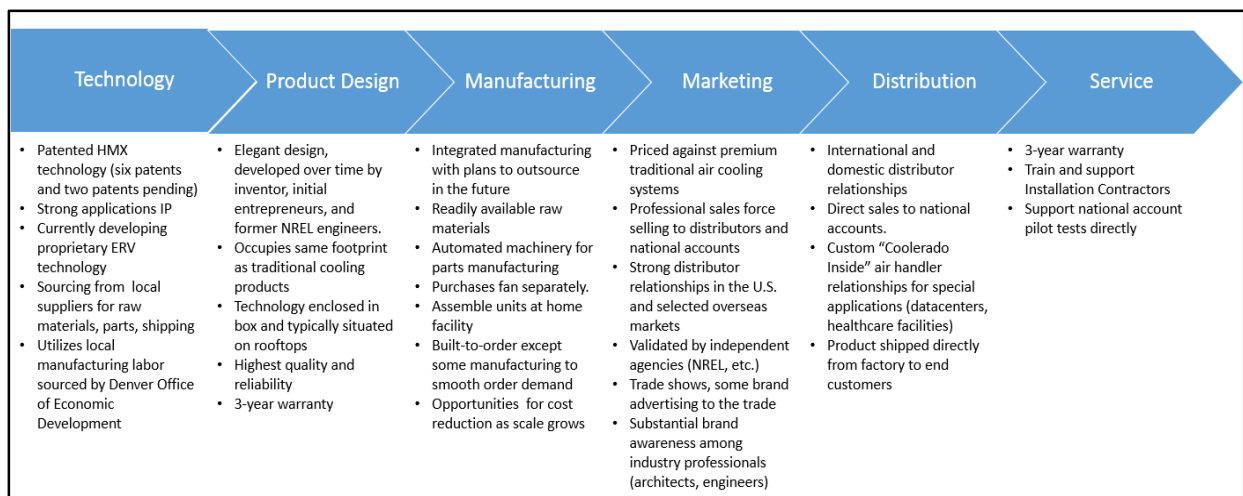 Technology
Product Design
Manufacturing
Marketing
Distribution
Service
• Patented HMX
technology (six patents
and two patents pending)
• Strong applications IP
• Currently developing
proprietary ERV
technology
• Sourcing from local
suppliers for raw
materials, parts, shipping
• Utilizes local
manufacturing labor
sourced by Denver Office
of Economic
Development
• Elegant design,
developed over time by
inventor, initial
entrepreneurs, and
former NREL engineers.
• Occupies same footprint
as traditional cooling
products
• Technology enclosed in
box and typically situated
on rooftops
• Highest quality and
reliability
• 3-year warranty
• Integrated manufacturing
with plans to outsource
in the future
• Readily available raw
materials
• Automated machinery for
parts manufacturing
• Purchases fan separately.
• Assemble units at home
facility
• Built-to-order except
some manufacturing to
smooth order demand
• Opportunities for cost
reduction as scale grows
• Priced against premium
traditional air cooling
systems
• Professional sales force
selling to distributors and
national accounts
• Strong distributor
relationships in the U.S.
and selected overseas
markets
• Validated by independent
agencies (NREL, etc.)
• Trade shows, some brand
advertising to the trade
• Substantial brand
awareness among
industry professionals
(architects, engineers)
• International and
domestic distributor
relationships
• Direct sales to national
accounts.
• Custom “Coolerado
Inside” air handler
relationships for special
applications (datacenters,
healthcare facilities)
• Product shipped directly
from factory to end
customers
• 3-year warranty
• Train and support
Installation Contractors
• Support national account
pilot tests directly